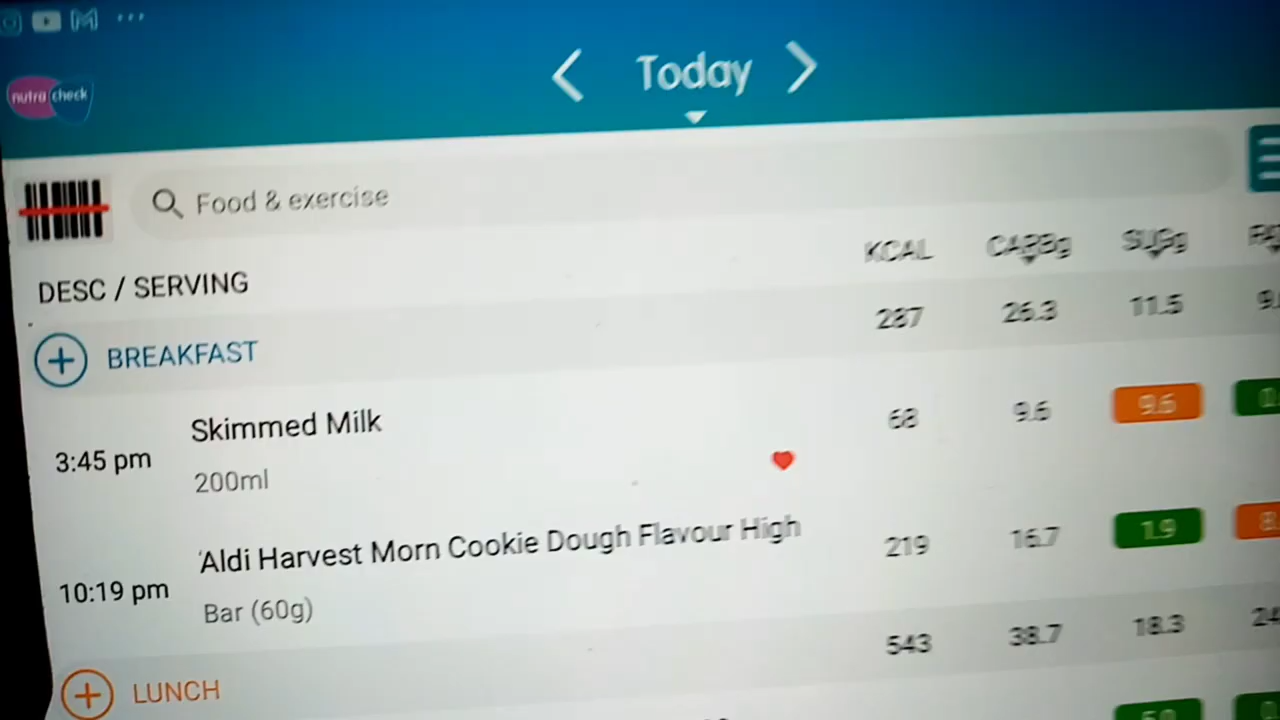 Today
nutra check
Food & exercise
DESC / SERVING KCAL CARBg SUGg
BREAKFAST 287 26.3 11.5
Skimmed Milk 68 9.6 9.6
3:45 pm
200ml
Aldi Harvest Morn Cookie Dough Flavour High 219 16.7 1.9
10:19 pm
Bar (60g)
LUNCH 543 38.7 18.3